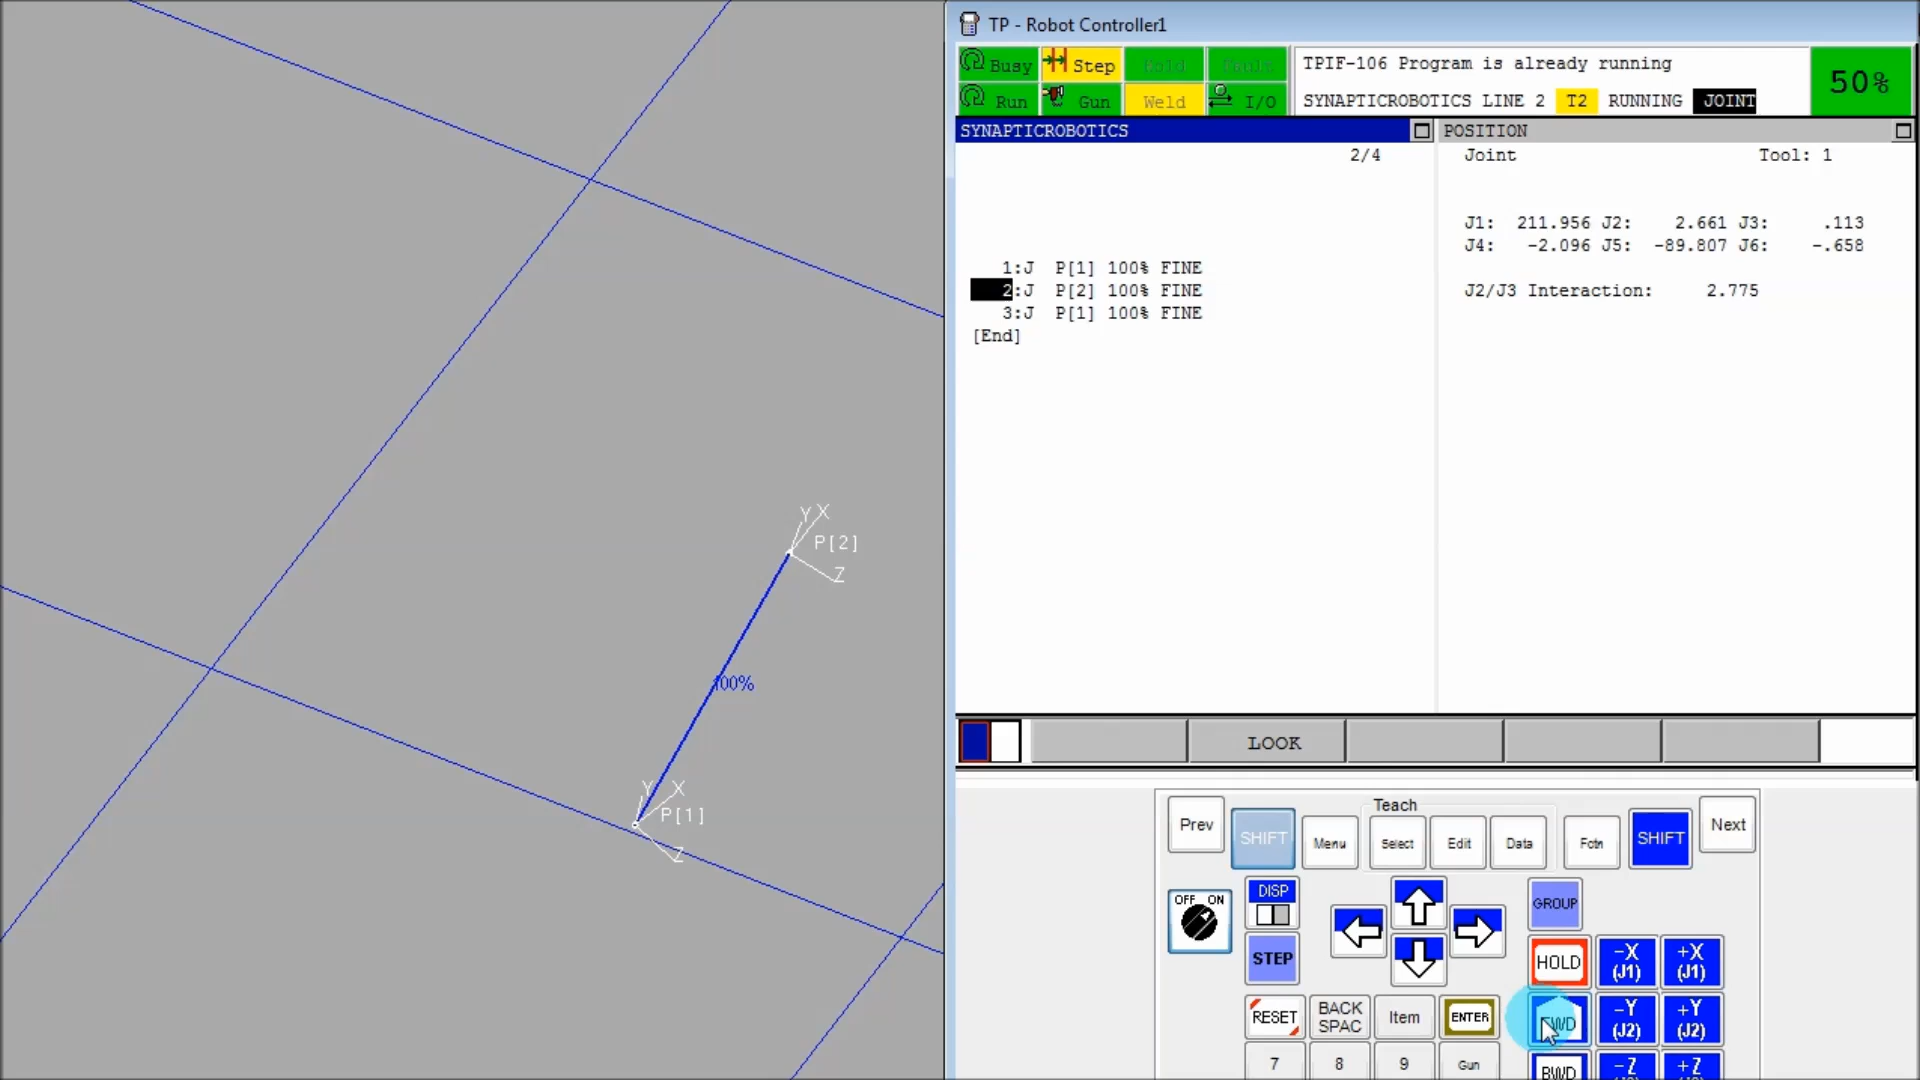 TP - Robot Controller1
Busy Step Hold Fault
TPIF-106 Program is already running
50%
Run Gun Weld I/O
SYNAPTICROBOTICS LINE 2 T2 RUNNING JOINT
SYNAPTICROBOTICS
POSITION
2/4
Joint Tool: 1
J1: 211.956 J2: 2.661 J3: .113
J4: -2.096 J5: -89.807 J6: -.658
J2/J3 Interaction: 2.775
1:J P[1] 100% FINE
2:J P[2] 100% FINE
3:J P[1] 100% FINE
[End]
Y X
P[2]
Z
100%
Y X
P[1]
Z
LOOK
Teach
Prev SHIFT Menu Select Edit Data Fctn SHIFT Next
OFF ON
DISP
GROUP
STEP
HOLD
-X
(J1)
+X
(J1)
RESET
BACK
SPAC
Item
ENTER
FWD
-Y
(J2)
+Y
(J2)
7 8 9 Gun
BWD
-Z
+Z